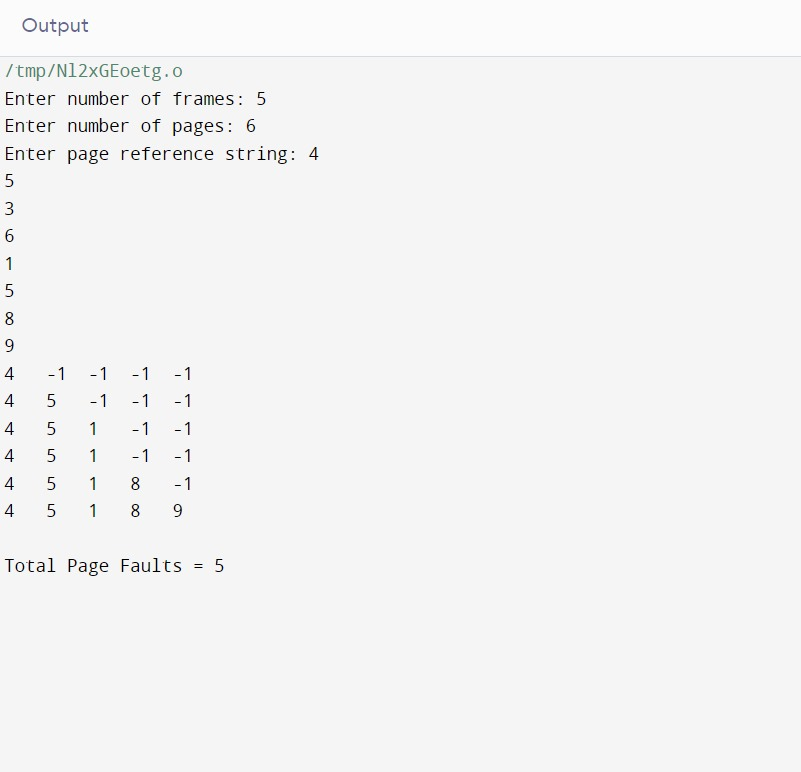 Output
/tmp/Nl2xGEoetg.o
Enter number of frames: 5
Enter number of pages: 6
Enter page reference string: 4
5
3
6
1
5
8
9
4 -1 -1 -1 -1
4 5 -1 -1 -1
4 5 1 -1 -1
4 5 1 -1 -1
4 5 1 8 -1
4 5 1 8 9
Total Page Faults = 5